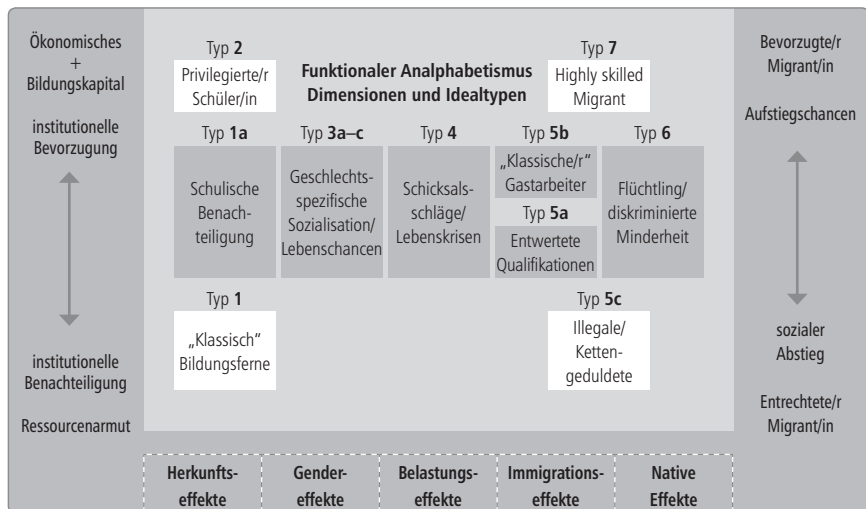 Ökonomisches
+
Bildungskapital
institutionelle
Bevorzugung
institutionelle
Benachteiligung
Ressourcenarmut
Typ 2
Privilegierte/r
Schüler/in
Funktionaler Analphabetismus
Dimensionen und Idealtypen
Typ 7
Highly skilled
Migrant
Typ 1a
Schulische
Benach-
teiligung
Typ 3a–c
Geschlechts-
spezifische
Sozialisation/
Lebenschancen
Typ 4
Schicksals-
schläge/
Lebenskrisen
Typ 5b
„Klassische/r“
Gastarbeiter
Typ 5a
Entwertete
Qualifikationen
Typ 6
Flüchtling/
diskriminierte
Minderheit
Typ 1
„Klassisch“
Bildungsferne
Typ 5c
Illegale/
Ketten-
geduldete
Bevorzugte/r
Migrant/in
Aufstiegschancen
sozialer
Abstieg
Entrechtete/r
Migrant/in
Herkunfts-
effekte
Gender-
effekte
Belastungs-
effekte
Immigrations-
effekte
Native
Effekte